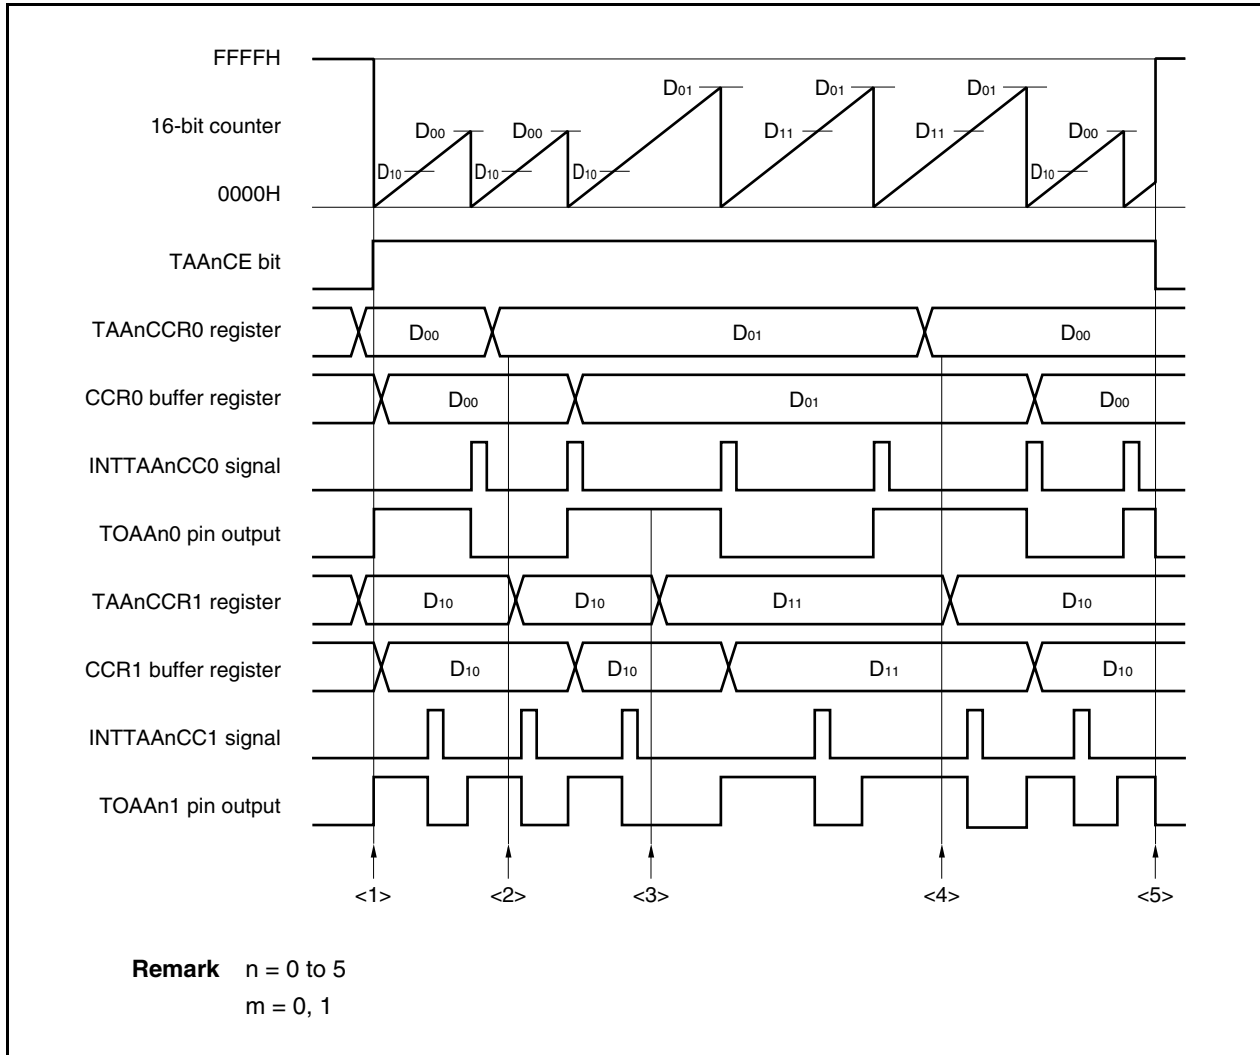 FFFFH
16-bit counter
0000H
D00 D00 D01 D01 D01 D00
D10 D10 D10 D11 D11 D10
TAAnCE bit
TAAnCCR0 register D00 D01 D00
CCR0 buffer register D00 D01 D00
INTTAAnCC0 signal
TOAAn0 pin output
TAAnCCR1 register D10 D10 D11 D10
CCR1 buffer register D10 D10 D11 D10
INTTAAnCC1 signal
TOAAn1 pin output
<1> <2> <3> <4> <5>
Remark n = 0 to 5
m = 0, 1